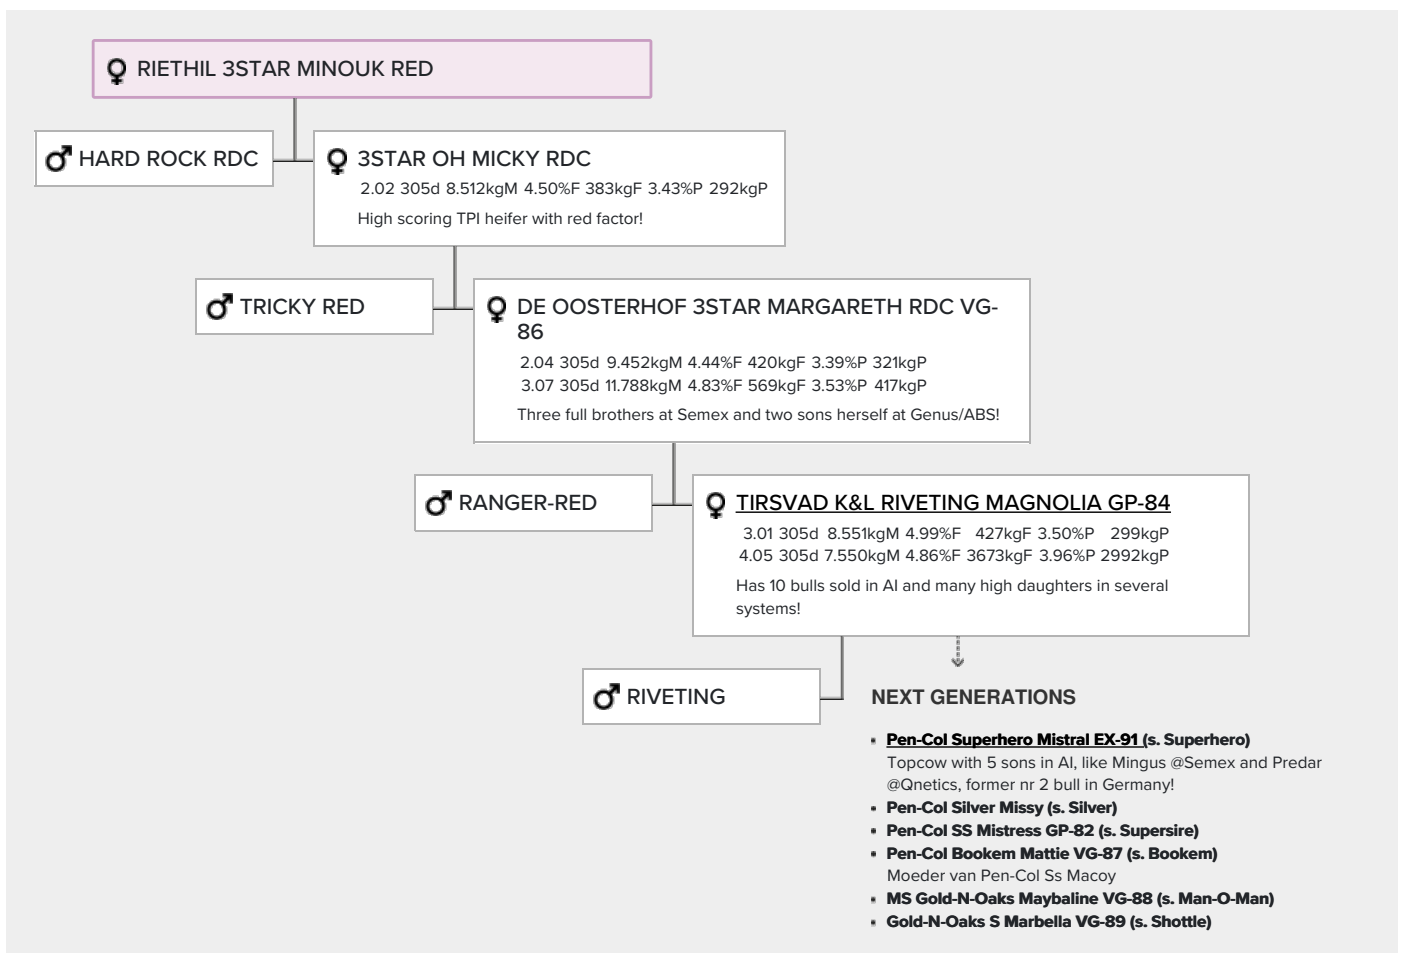 RIETHIL 3STAR MINOUK RED
HARD ROCK RDC
3STAR OH MICKY RDC
2.02 305d 8.512kgM 4.50%F 383kgF 3.43%P 292kgP
High scoring TPI heifer with red factor!
TRICKY RED
DE OOSTERHOF 3STAR MARGARETH RDC VG-
86
2.04 305d 9.452kgM 4.44%F 420kgF 3.39%P 321kgP
3.07 305d 11.788kgM 4.83%F 569kgF 3.53%P 417kgP
Three full brothers at Semex and two sons herself at Genus/ABS!
RANGER-RED
TIRSVAD K&L RIVETING MAGNOLIA GP-84
3.01 305d 8.551kgM 4.99%F 427kgF 3.50%P 299kgP
4.05 305d 7.550kgM 4.86%F 3673kgF 3.96%P 2992kgP
Has 10 bulls sold in AI and many high daughters in several
systems!
RIVETING
NEXT GENERATIONS
Pen-Col Superhero Mistral EX-91 (s. Superhero)
Topcow with 5 sons in AI, like Mingus @Semex and Predar
@Qnetics, former nr 2 bull in Germany!
Pen-Col Silver Missy (s. Silver)
Pen-Col SS Mistress GP-82 (s. Supersire)
Pen-Col Bookem Mattie VG-87 (s. Bookem)
Moeder van Pen-Col Ss Macoy
MS Gold-N-Oaks Maybaline VG-88 (s. Man-O-Man)
Gold-N-Oaks S Marbella VG-89 (s. Shottle)